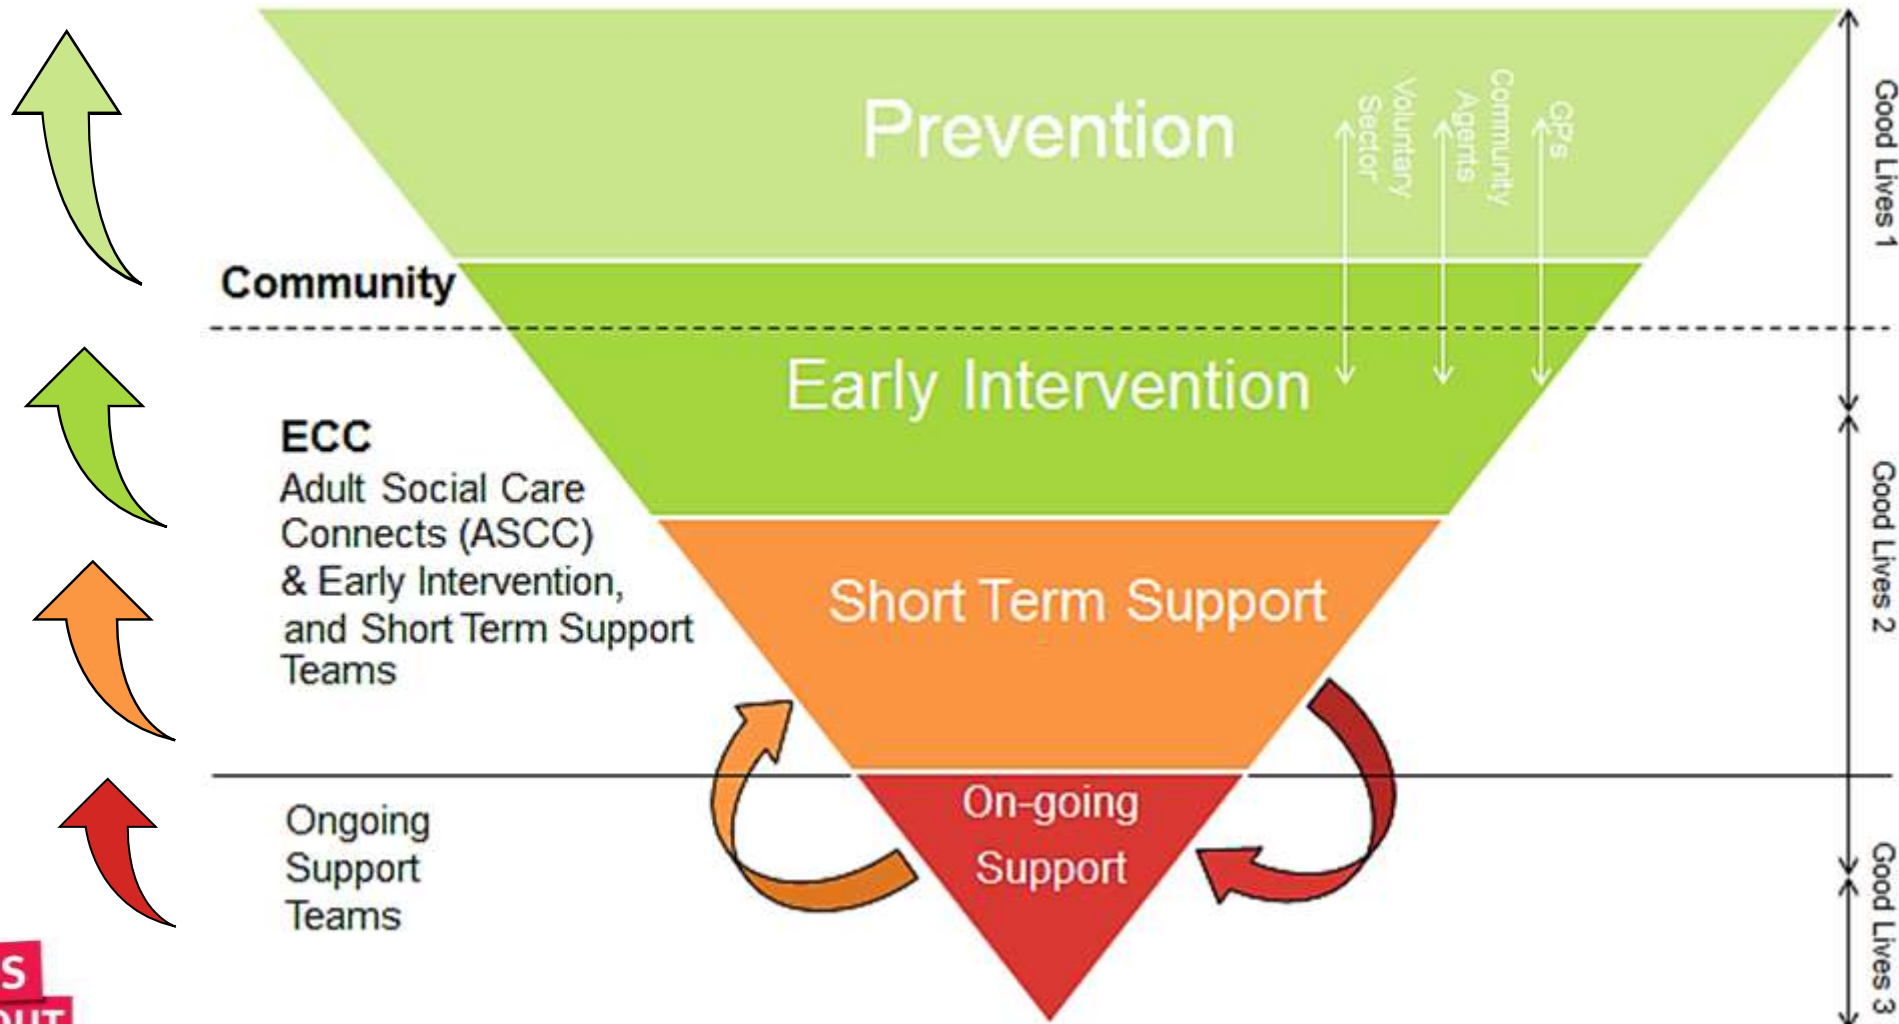 Prevention
Voluntary
Sector
Community
Agents
GPs
Good Lives 1
Community
Early Intervention
ECC
Adult Social Care
Connects (ASCC)
& Early Intervention,
and Short Term Support
Teams
Short Term Support
Good Lives 2
On-going
Support
Ongoing
Support
Teams
Good Lives 3
S
OUT